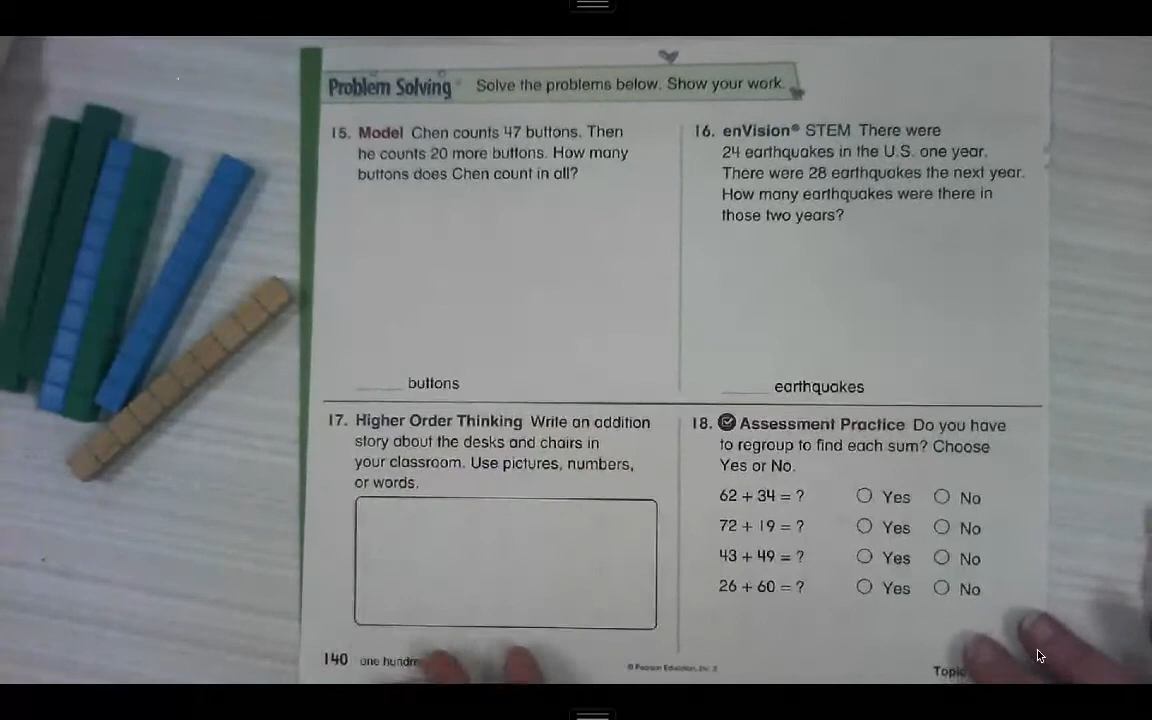 Problem Solving Solve the problems below. Show your work.
15. Model Chen counts 47 buttons. Then
he counts 20 more buttons. How many
buttons does Chen count in all?
____ buttons
16. enVision® STEM There were
24 earthquakes in the U.S. one year.
There were 28 earthquakes the next year.
How many earthquakes were there in
those two years?
____ earthquakes
17. Higher Order Thinking Write an addition
story about the desks and chairs in
your classroom. Use pictures, numbers,
or words.
18. Assessment Practice Do you have
to regroup to find each sum? Choose
Yes or No.
62 + 34 = ? Yes No
72 + 19 = ? Yes No
43 + 49 = ? Yes No
26 + 60 = ? Yes No
140 one hundr
© Pearson Education, Inc. 2
Topic